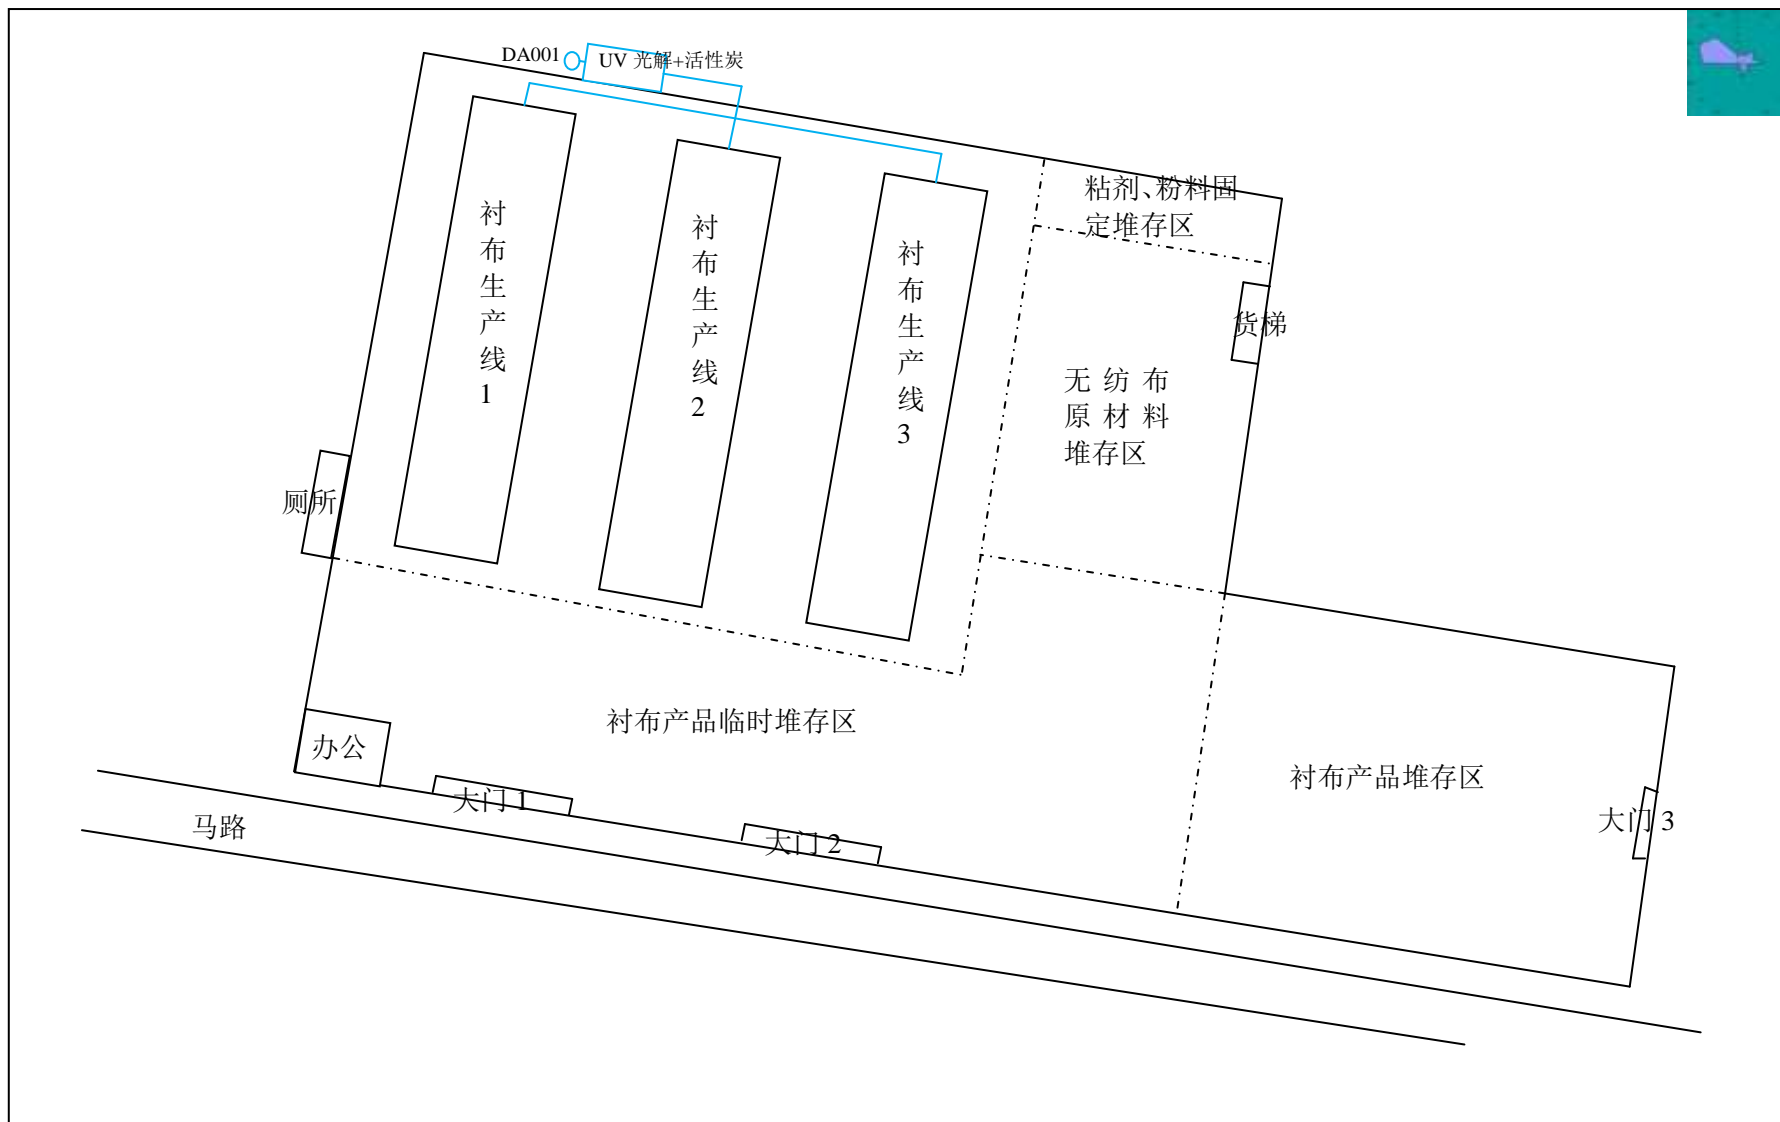 DA001
UV 光解+活性炭
粘剂、粉料固
定堆存区
衬布生产线1
衬布生产线2
衬布生产线3
货梯
无纺布
原材料
堆存区
厕所
衬布产品临时堆存区
办公
衬布产品堆存区
大门 1
大门 2
大门 3
马路